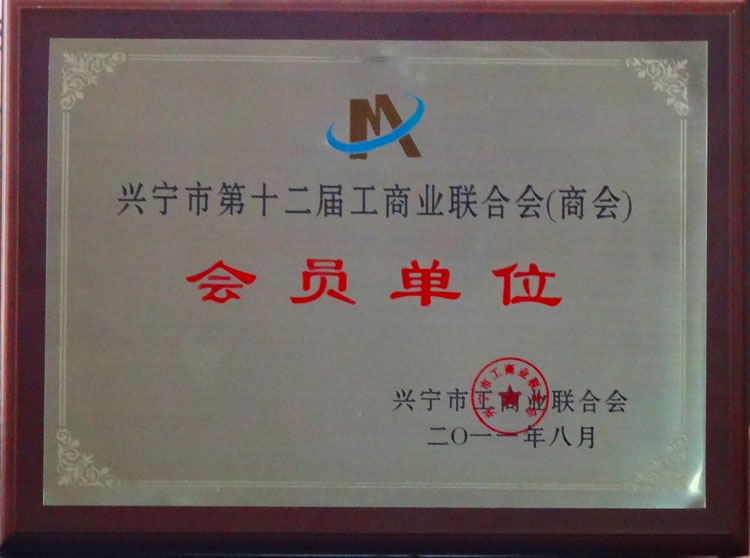 兴宁市第十二届工商业联合会(商会)
会员单位
兴宁市工商业联合会
二O一一年八月